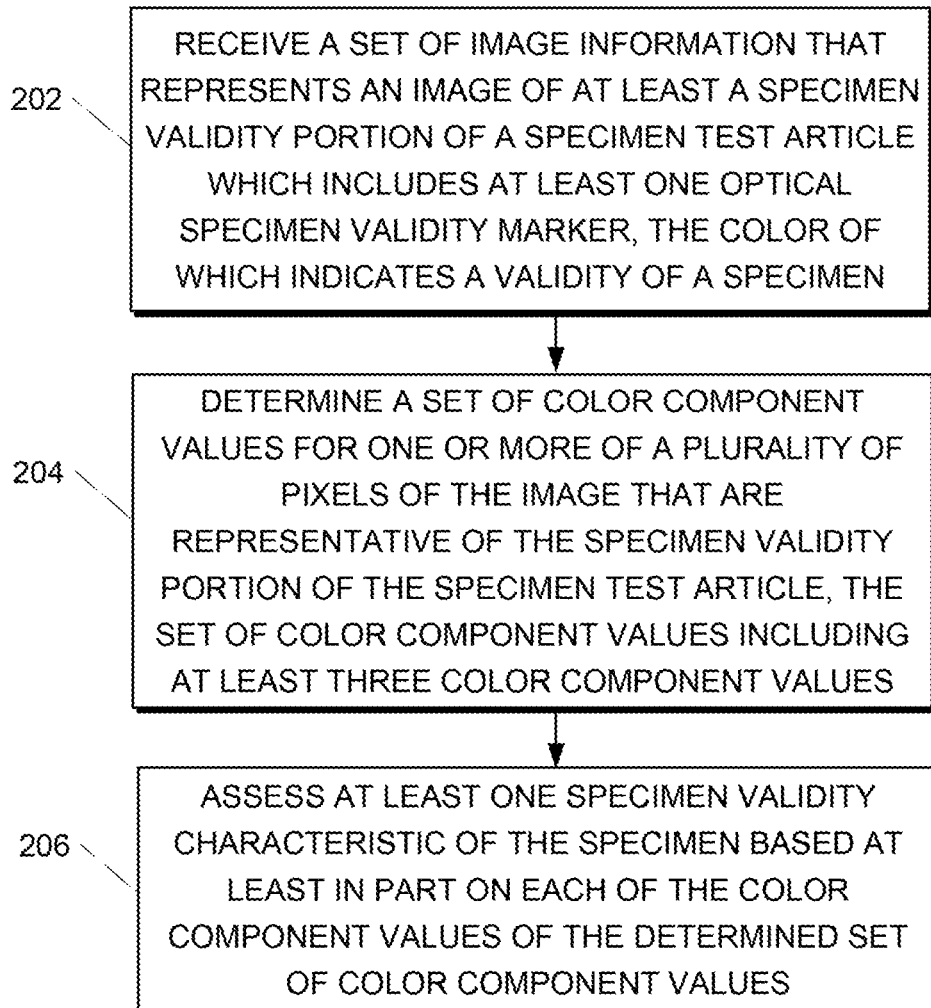 202
RECEIVE A SET OF IMAGE INFORMATION THAT
REPRESENTS AN IMAGE OF AT LEAST A SPECIMEN
VALIDITY PORTION OF A SPECIMEN TEST ARTICLE
WHICH INCLUDES AT LEAST ONE OPTICAL
SPECIMEN VALIDITY MARKER, THE COLOR OF
WHICH INDICATES A VALIDITY OF A SPECIMEN
204
DETERMINE A SET OF COLOR COMPONENT
VALUES FOR ONE OR MORE OF A PLURALITY OF
PIXELS OF THE IMAGE THAT ARE
REPRESENTATIVE OF THE SPECIMEN VALIDITY
PORTION OF THE SPECIMEN TEST ARTICLE, THE
SET OF COLOR COMPONENT VALUES INCLUDING
AT LEAST THREE COLOR COMPONENT VALUES
206
ASSESS AT LEAST ONE SPECIMEN VALIDITY
CHARACTERISTIC OF THE SPECIMEN BASED AT
LEAST IN PART ON EACH OF THE COLOR
COMPONENT VALUES OF THE DETERMINED SET
OF COLOR COMPONENT VALUES